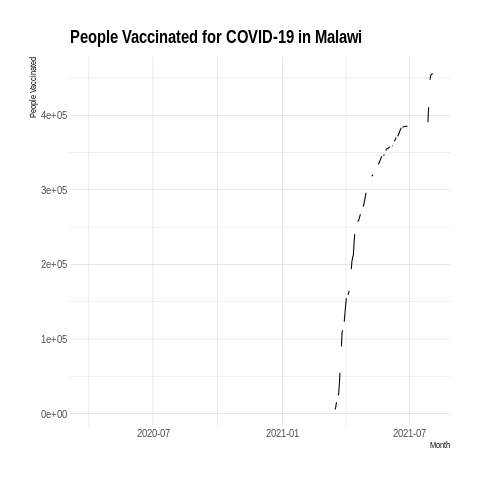 People Vaccinated for COVID-19 in Malawi
People Vaccinated
4e+05
3e+05
2e+05
1e+05
0e+00
2020-07
2021-01
2021-07
Month